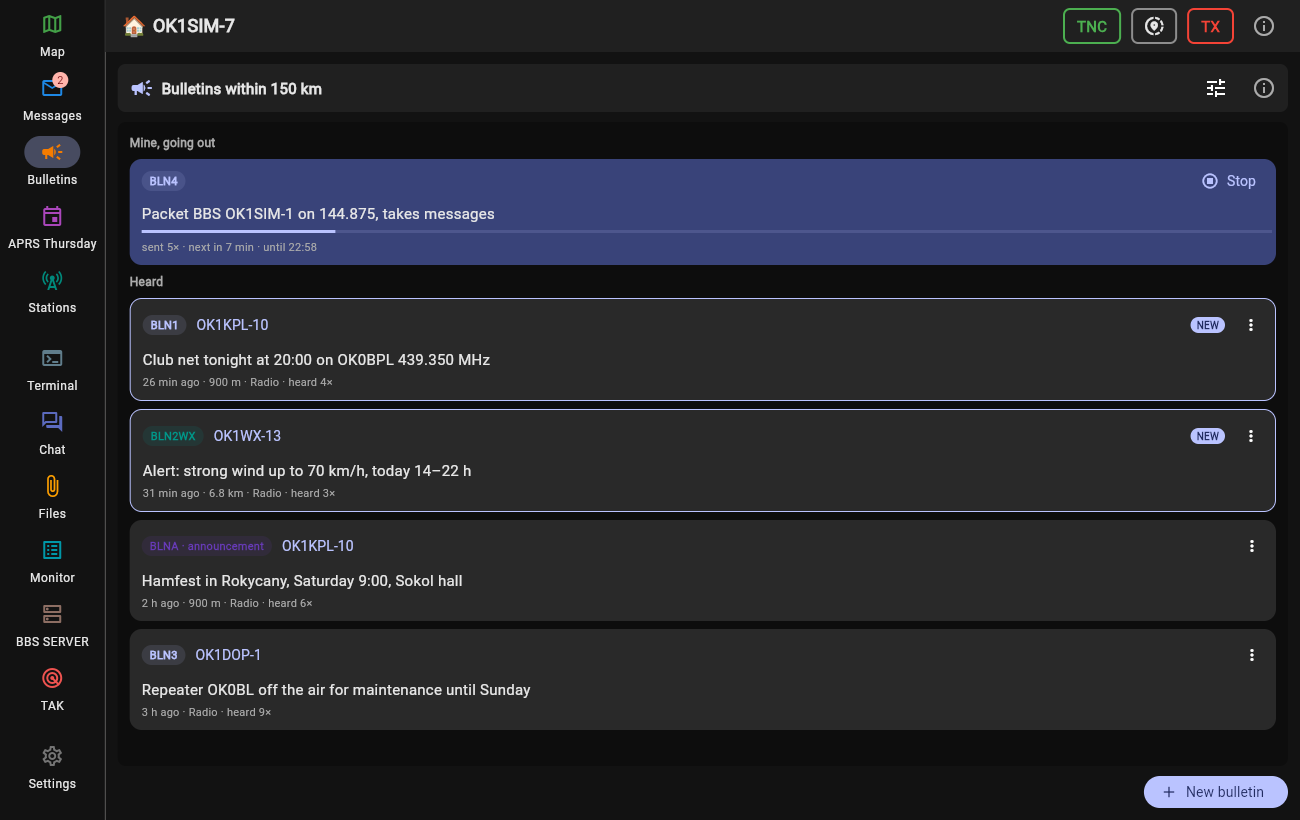 Map
2
Messages
Bulletins
APRS Thursday
Stations
Terminal
Chat
Files
Monitor
BBS SERVER
TAK
Settings
OK1SIM-7
TNC
TX
Bulletins within 150 km
Mine, going out
BLN4
Stop
Packet BBS OK1SIM-1 on 144.875, takes messages
sent 5× · next in 7 min · until 22:58
Heard
BLN1 OK1KPL-10 NEW
Club net tonight at 20:00 on OK0BPL 439.350 MHz
26 min ago · 900 m · Radio · heard 4×
BLN2WX OK1WX-13 NEW
Alert: strong wind up to 70 km/h, today 14–22 h
31 min ago · 6.8 km · Radio · heard 3×
BLNA · announcement OK1KPL-10
Hamfest in Rokycany, Saturday 9:00, Sokol hall
2 h ago · 900 m · Radio · heard 6×
BLN3 OK1DOP-1
Repeater OK0BL off the air for maintenance until Sunday
3 h ago · Radio · heard 9×
New bulletin